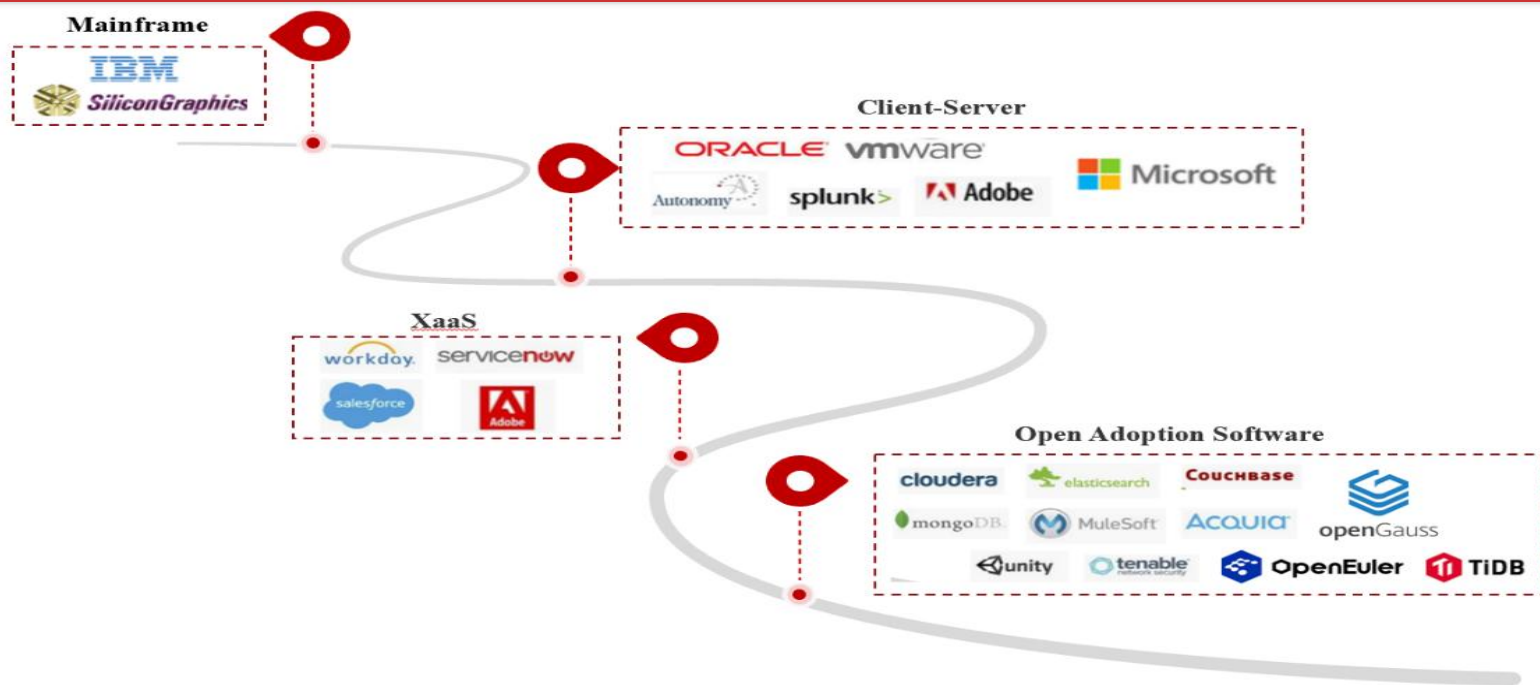 Mainframe
IBM
SiliconGraphics
Client-Server
ORACLE vmware
Microsoft
Autonomy splunk> Adobe
XaaS
workday. servicenow
salesforce Adobe
Open Adoption Software
cloudera elasticsearch COUCHBASE
mongoDB. MuleSoft ACQUIA openGauss
unity tenable network security OpenEuler TiDB